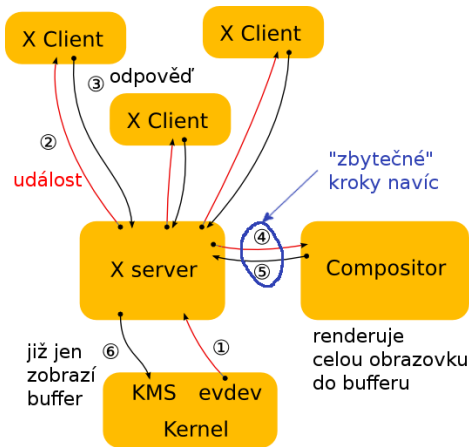 X Client
X Client
③ odpověď
X Client
②
událost
"zbytečné"
kroky navíc
④
X server
⑤
Compositor
již jen
zobrazí
buffer
⑥
①
renderuje
celou obrazovku
do bufferu
KMS evdev
Kernel